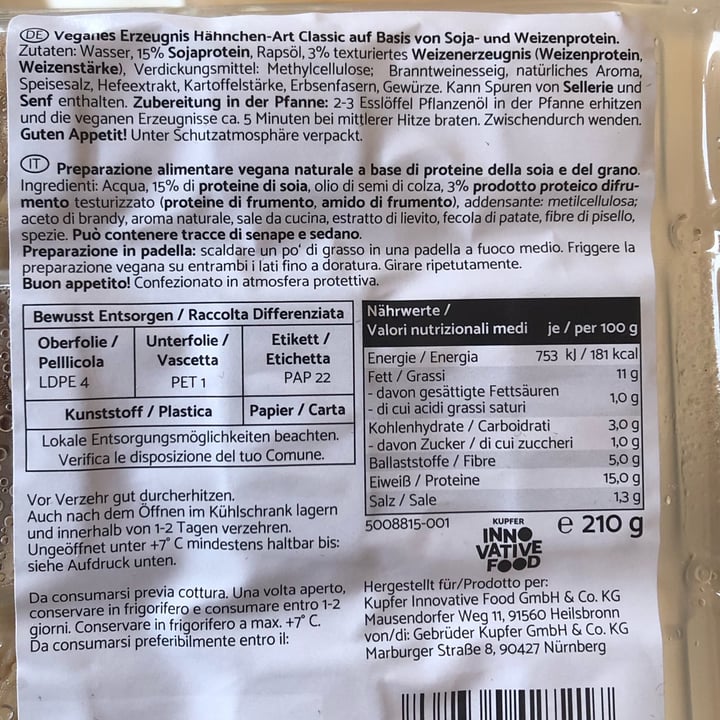 DE Veganes Erzeugnis Hähnchen-Art Classic auf Basis von Soja- und Weizenprotein.
Zutaten: Wasser, 15% Sojaprotein, Rapsöl, 3% texturiertes Weizenerzeugnis (Weizenprotein,
Weizenstärke), Verdickungsmittel: Methylcellulose; Branntweinesseig, natürliches Aroma,
Speisesalz, Hefeextrakt, Kartoffelstärke, Erbsenfasern, Gewürze. Kann Spuren von Sellerie und
Senf enthalten. Zubereitung in der Pfanne: 2-3 Esslöffel Pflanzenöl in der Pfanne erhitzen
und die veganen Erzeugnisse ca. 5 Minuten bei mittlerer Hitze braten. Zwischendurch wenden.
Guten Appetit! Unter Schutzatmosphäre verpackt.
IT Preparazione alimentare vegana naturale a base di proteine della soia e del grano.
Ingredienti: Acqua, 15% di proteine di soia, olio di semi di colza, 3% prodotto proteico difru-
mento testurizzato (proteine di frumento, amido di frumento), addensante: metilcellulosa;
aceto di brandy, aroma naturale, sale da cucina, estratto di lievito, fecola di patate, fibre di pisello,
spezie. Può contenere tracce di senape e sedano.
Preparazione in padella: scaldare un po' di grasso in una padella a fuoco medio. Friggere la
preparazione vegana su entrambi i lati fino a doratura. Girare ripetutamente.
Buon appetito! Confezionato in atmosfera protettiva.
Bewusst Entsorgen / Raccolta Differenziata
Oberfolie / Unterfolie / Etikett /
Pelllicola Vascetta Etichetta
LDPE 4 PET 1 PAP 22
Kunststoff / Plastica Papier / Carta
Lokale Entsorgungsmöglichkeiten beachten.
Verifica le disposizione del tuo Comune.
Nährwerte /
Valori nutrizionali medi je / per 100 g
Energie / Energia 753 kJ / 181 kcal
Fett / Grassi 11 g
- davon gesättigte Fettsäuren
- di cui acidi grassi saturi 1,0 g
Kohlenhydrate / Carboidrati 3,0 g
- davon Zucker / di cui zuccheri 1,0 g
Ballaststoffe / Fibre 5,0 g
Eiweiß / Proteine 15,0 g
Salz / Sale 1,3 g
Vor Verzehr gut durcherhitzen.
Auch nach dem Öffnen im Kühlschrank lagern
und innerhalb von 1-2 Tagen verzehren.
Ungeöffnet unter +7° C mindestens haltbar bis:
siehe Aufdruck unten.
Da consumarsi previa cottura. Una volta aperto,
conservare in frigorifero e consumare entro 1-2
giorni. Conservare in frigorifero a max. +7° C.
Da consumarsi preferibilmente entro il:
5008815-001
KUPFER
INNO
VATIVE
FOOD
e 210 g
Hergestellt für/Prodotto per:
Kupfer Innovative Food GmbH & Co. KG
Mausendorfer Weg 11, 91560 Heilsbronn
von/di: Gebrüder Kupfer GmbH & Co. KG
Marburger Straße 8, 90427 Nürnberg